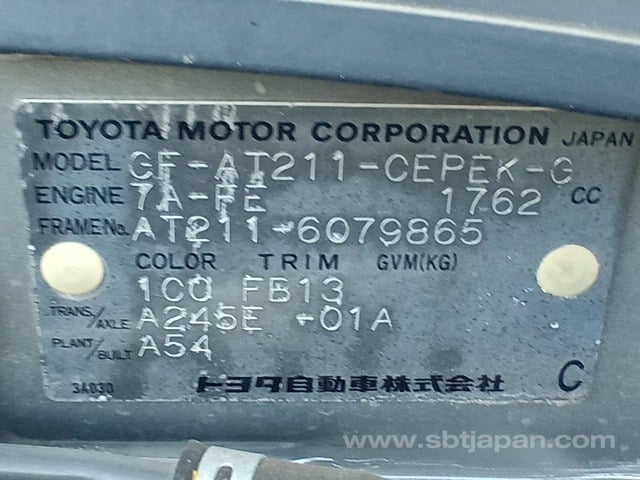 TOYOTA MOTOR CORPORATION JAPAN
MODEL GF-AT211-CEPEK-G
ENGINE 7A-FE 1762 CC
FRAME No. AT211-6079865
COLOR TRIM GVM(KG)
1C0 FB13
TRANS/AXLE A245E -01A
PLANT/BUILT A54
3A030 トヨタ自動車株式会社 C
www.sbtjapan.com